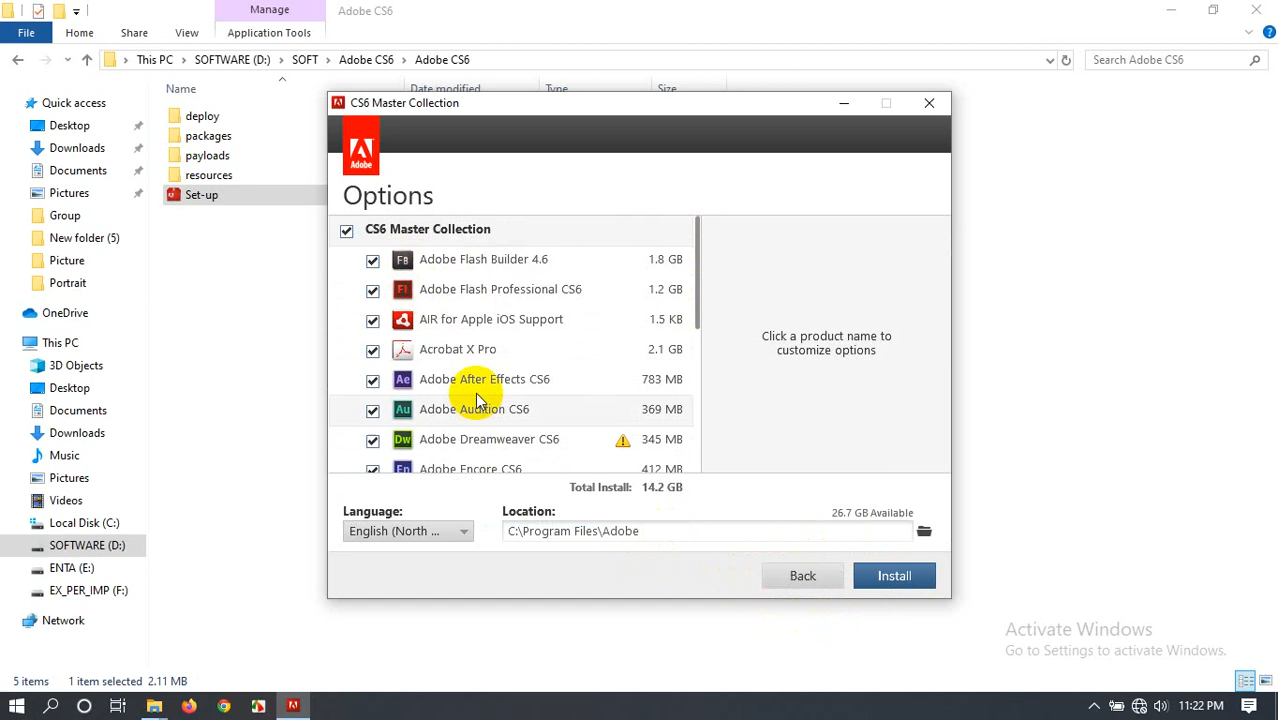 Manage
Adobe CS6
File
Home
Share
View
Application Tools
This PC
SOFTWARE (D:)
SOFT
Adobe CS6
Adobe CS6
Search Adobe CS6
Name
Date modified
Type
Size
Quick access
Desktop
Downloads
Documents
Pictures
Group
New folder (5)
Picture
Portrait
OneDrive
This PC
3D Objects
Desktop
Documents
Downloads
Music
Pictures
Videos
Local Disk (C:)
SOFTWARE (D:)
ENTA (E:)
EX_PER_IMP (F:)
Network
deploy
packages
payloads
resources
Set-up
CS6 Master Collection
Adobe
Options
CS6 Master Collection
Fb Adobe Flash Builder 4.6 1.8 GB
Fl Adobe Flash Professional CS6 1.2 GB
AIR for Apple iOS Support 1.5 KB
Acrobat X Pro 2.1 GB
Ae Adobe After Effects CS6 783 MB
Au Adobe Audition CS6 369 MB
Dw Adobe Dreamweaver CS6 345 MB
En Adobe Encore CS6 412 MB
Click a product name to
customize options
Total Install: 14.2 GB
Language:
English (North ...
Location:
26.7 GB Available
C:\Program Files\Adobe
Back
Install
Activate Windows
Go to Settings to activate Windows.
5 items
1 item selected 2.11 MB
11:22 PM